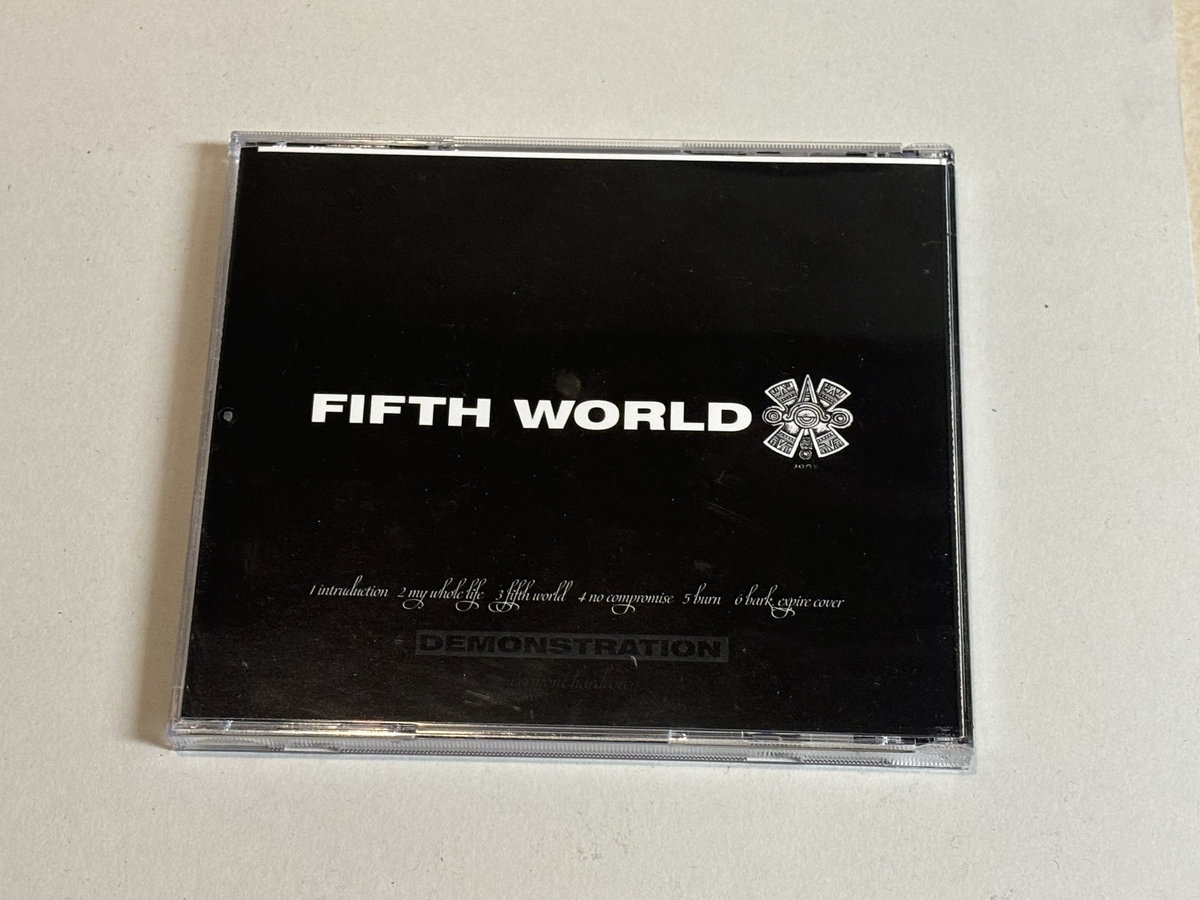 FIFTH WORLD
1 intruduction 2 my whole life 3 fifth world 4 no compromise 5 burn 6 bark expire cover
DEMONSTRATION